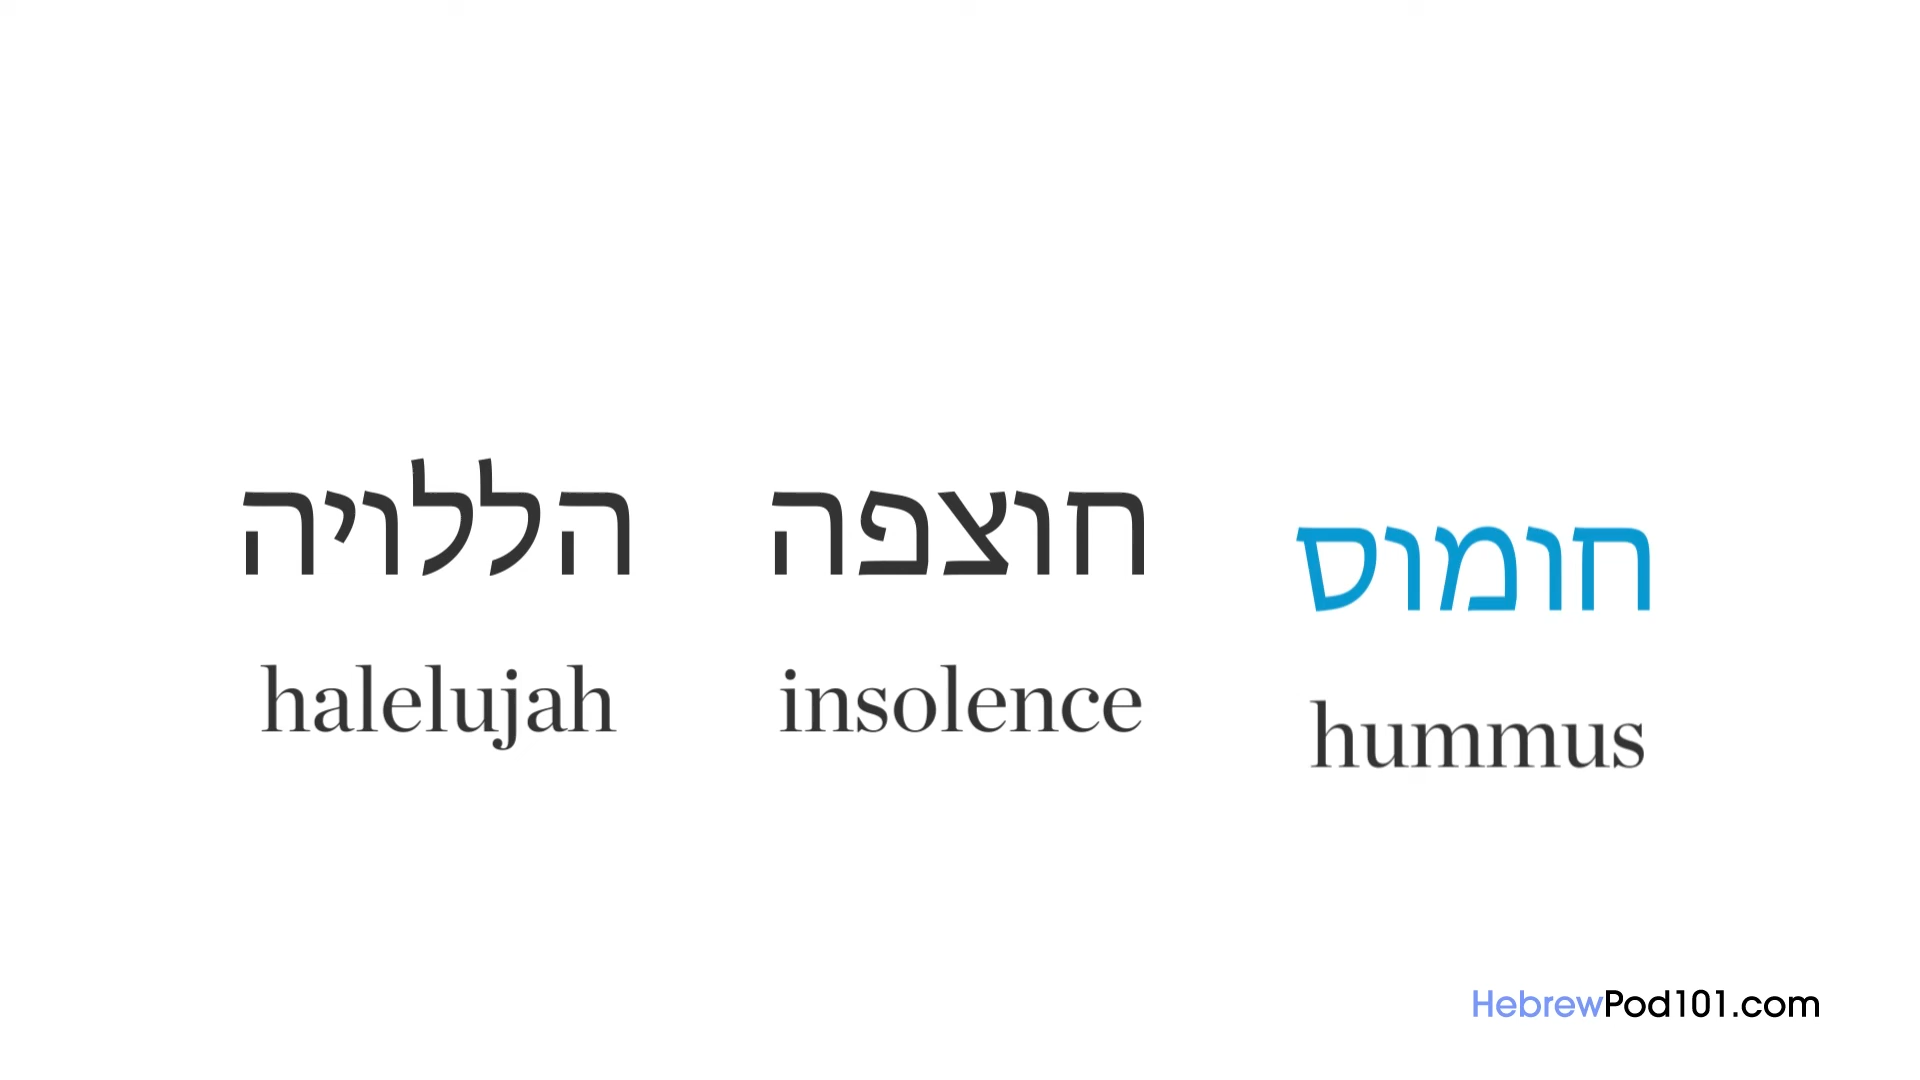 הללויה
halelujah
חוצפה
insolence
חומוס
hummus
HebrewPod101.com